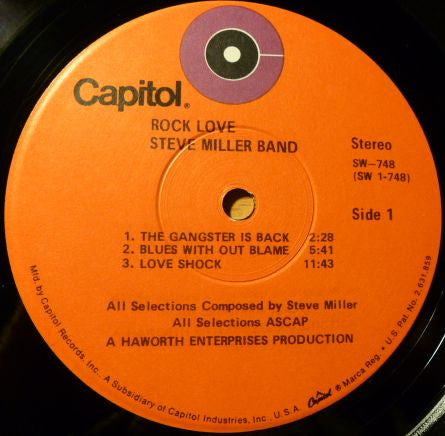 Capitol®
ROCK LOVE
STEVE MILLER BAND
Stereo
SW-748
(SW 1-748)
Side 1
1. THE GANGSTER IS BACK 2:28
2. BLUES WITH OUT BLAME 5:41
3. LOVE SHOCK 11:43
All Selections Composed by Steve Miller
All Selections ASCAP
A HAWORTH ENTERPRISES PRODUCTION
Mfd. by Capitol Records, Inc., A Subsidiary of Capitol Industries, Inc., U.S.A. Capitol ® Marca Reg. • U.S. Pat. No. 2,631,859